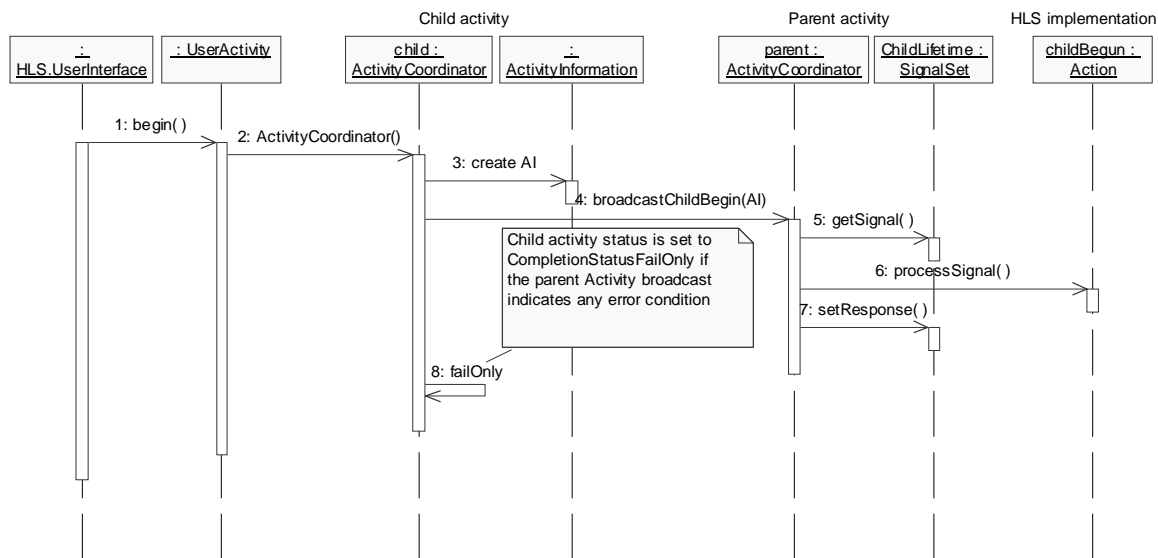 Child activity
Parent activity
HLS implementation
:
HLS.UserInterface
: UserActivity
child :
ActivityCoordinator
:
ActivityInformation
parent :
ActivityCoordinator
ChildLifetime :
SignalSet
childBegun :
Action
1: begin( )
2: ActivityCoordinator()
3: create AI
4: broadcastChildBegin(AI)
5: getSignal( )
Child activity status is set to
CompletionStatusFailOnly if
the parent Activity broadcast
indicates any error condition
6: processSignal( )
7: setResponse( )
8: failOnly